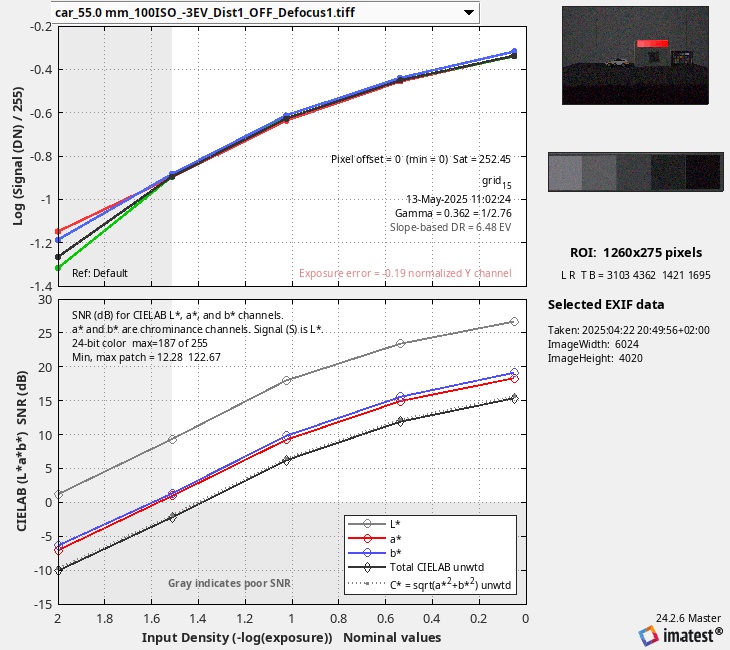 car_55.0 mm_100ISO_-3EV_Dist1_OFF_Defocus1.tiff
-0.2
-0.4
-0.6
-0.8
-1
-1.2
-1.4
Log (Signal (DN) / 255)
Pixel offset = 0 (min = 0) Sat = 252.45
grid15
13-May-2025 11:02:24
Gamma = 0.362 = 1/2.76
Slope-based DR = 6.48 EV
Ref: Default
Exposure error = -0.19 normalized Y channel
30
25
20
15
10
5
0
-5
-10
-15
CIELAB (L*a*b*) SNR (dB)
SNR (dB) for CIELAB L*, a*, and b* channels.
a* and b* are chrominance channels. Signal (S) is L*.
24-bit color max=187 of 255
Min, max patch = 12.28 122.67
L*
a*
b*
Total CIELAB unwtd
C* = sqrt(a*2+b*2) unwtd
Gray indicates poor SNR
2 1.8 1.6 1.4 1.2 1 0.8 0.6 0.4 0.2 0
Input Density (-log(exposure)) Nominal values
ROI: 1260x275 pixels
L R T B = 3103 4362 1421 1695
Selected EXIF data
Taken: 2025:04:22 20:49:56+02:00
ImageWidth: 6024
ImageHeight: 4020
24.2.6 Master
imatest®